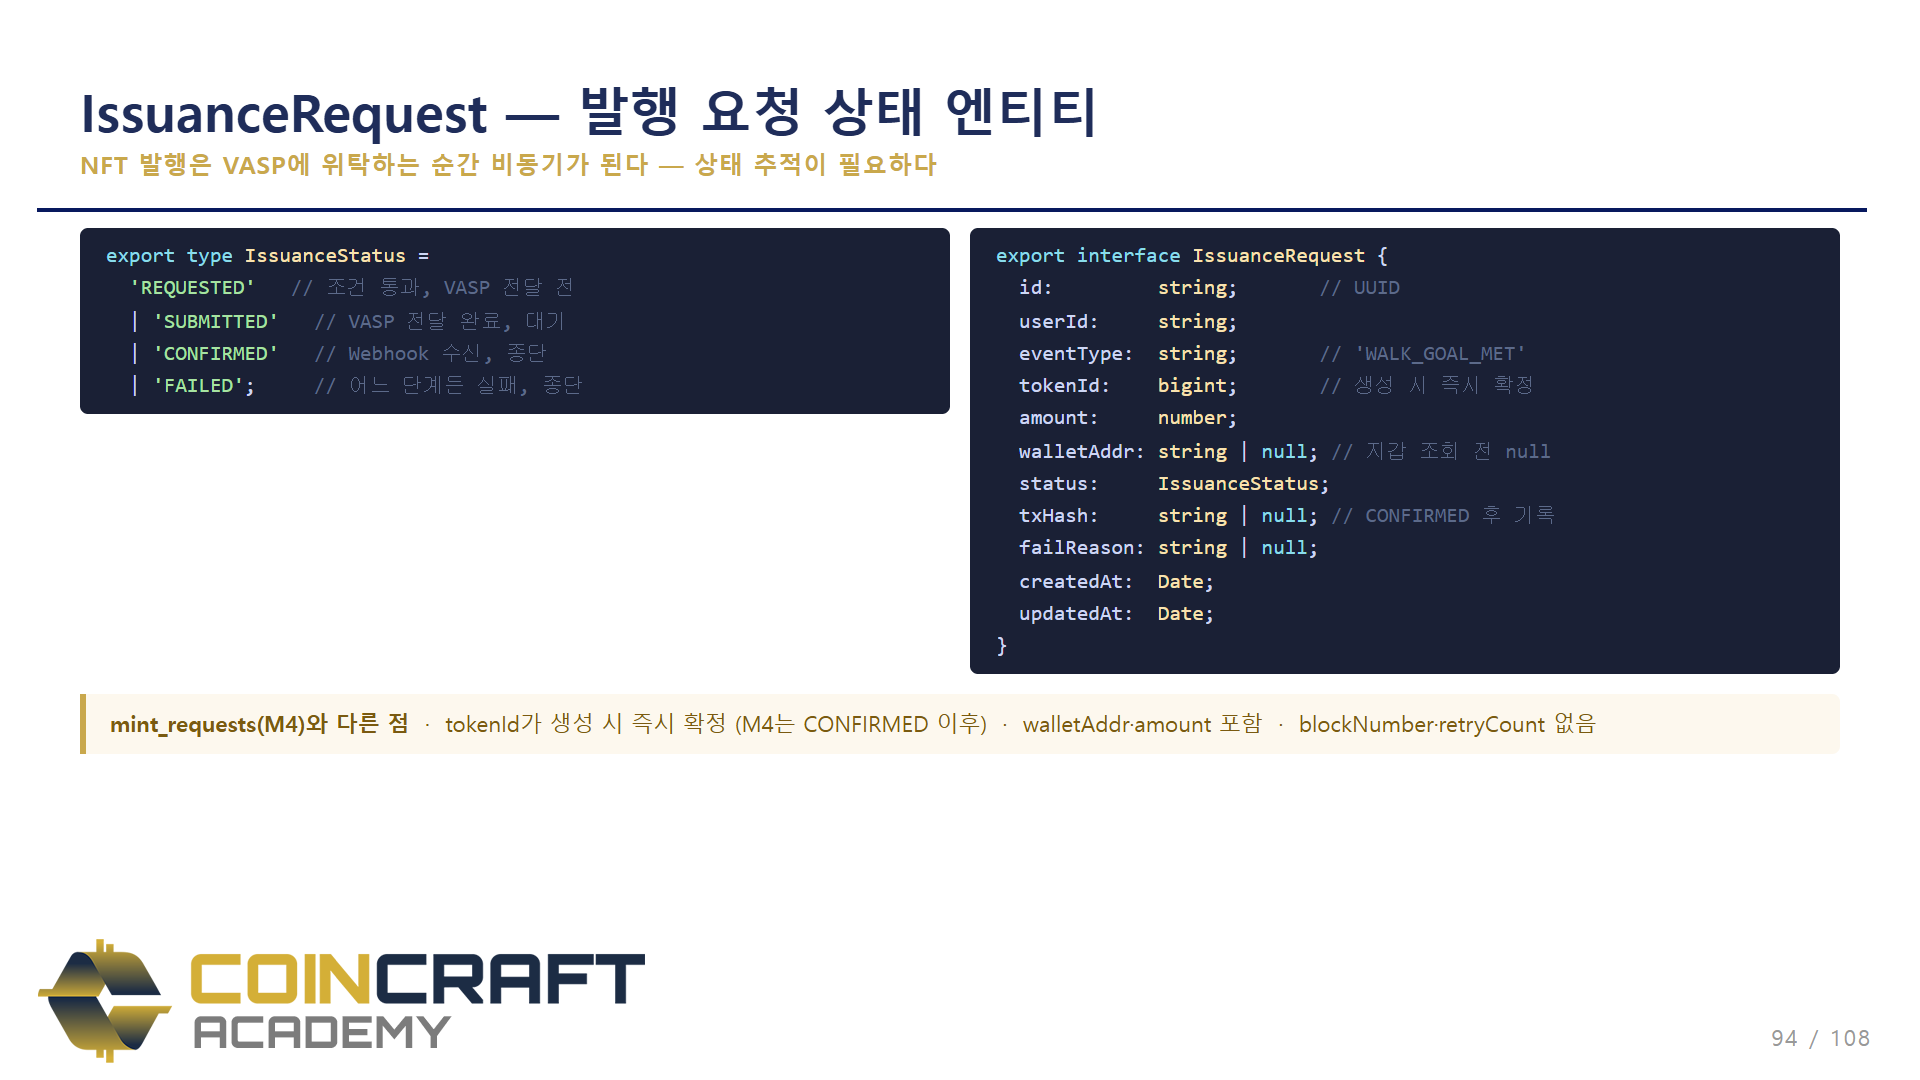 IssuanceRequest — 발행 요청 상태 엔티티
NFT 발행은 VASP에 위탁하는 순간 비동기가 된다 — 상태 추적이 필요하다
export type IssuanceStatus =
  'REQUESTED'   // 조건 통과, VASP 전달 전
  | 'SUBMITTED'   // VASP 전달 완료, 대기
  | 'CONFIRMED'   // Webhook 수신, 종단
  | 'FAILED';     // 어느 단계든 실패, 종단
export interface IssuanceRequest {
  id:         string;       // UUID
  userId:     string;
  eventType:  string;       // 'WALK_GOAL_MET'
  tokenId:    bigint;       // 생성 시 즉시 확정
  amount:     number;
  walletAddr: string | null; // 지갑 조회 전 null
  status:     IssuanceStatus;
  txHash:     string | null; // CONFIRMED 후 기록
  failReason: string | null;
  createdAt:  Date;
  updatedAt:  Date;
}
mint_requests(M4)와 다른 점 · tokenId가 생성 시 즉시 확정 (M4는 CONFIRMED 이후) · walletAddr·amount 포함 · blockNumber·retryCount 없음
COINCRAFT
ACADEMY
94 / 108